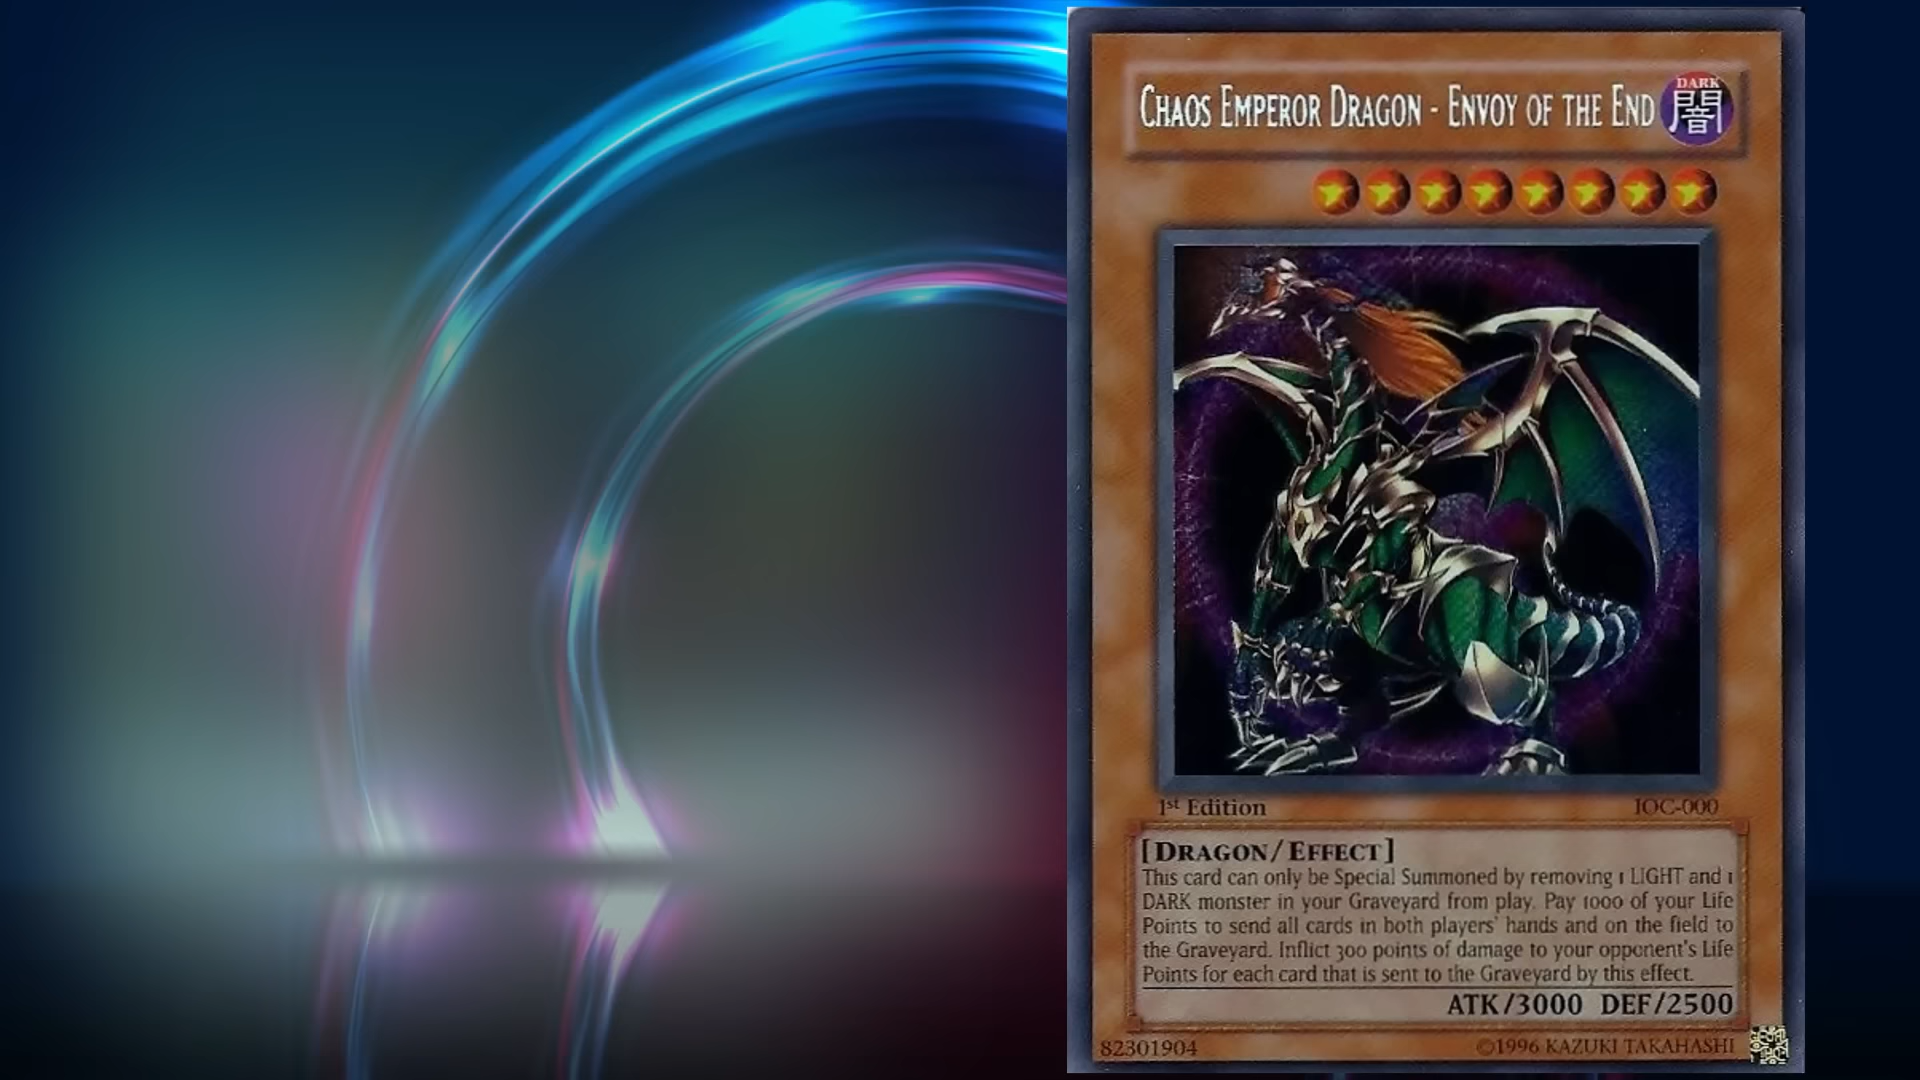 CHAOS EMPEROR DRAGON - ENVOY OF THE END
DARK
闇
1st Edition
IOC-000
[DRAGON/EFFECT]
This card can only be Special Summoned by removing 1 LIGHT and 1
DARK monster in your Graveyard from play. Pay 1000 of your Life
Points to send all cards in both players' hands and on the field to
the Graveyard. Inflict 300 points of damage to your opponent's Life
Points for each card that is sent to the Graveyard by this effect.
ATK/3000 DEF/2500
82301904
©1996 KAZUKI TAKAHASHI